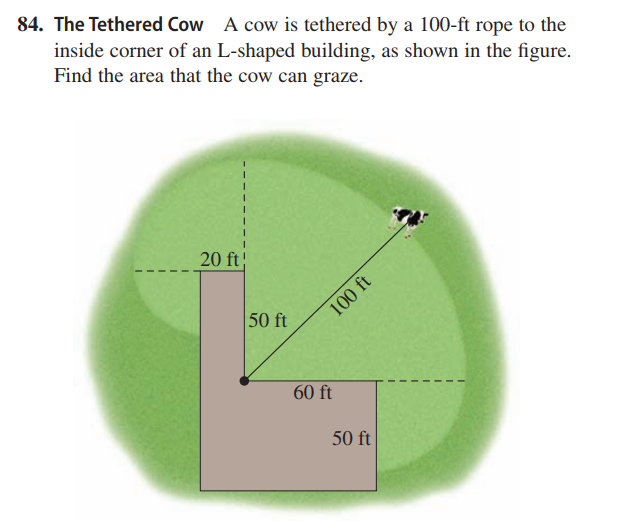 84. The Tethered Cow A cow is tethered by a 100-ft rope to the
inside corner of an L-shaped building, as shown in the figure.
Find the area that the cow can graze.
20 ft
50 ft
100 ft
60 ft
50 ft